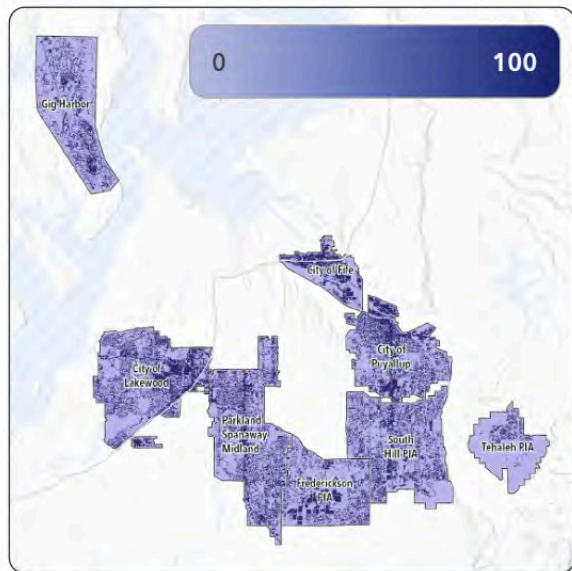 0
100
Gig Harbor
City of Fife
City of
Puyallup
City of
Lakewood
Parkland
Spanaway
Midland
South
Hill PIA
Tehaleh PIA
Frederickson
PIA